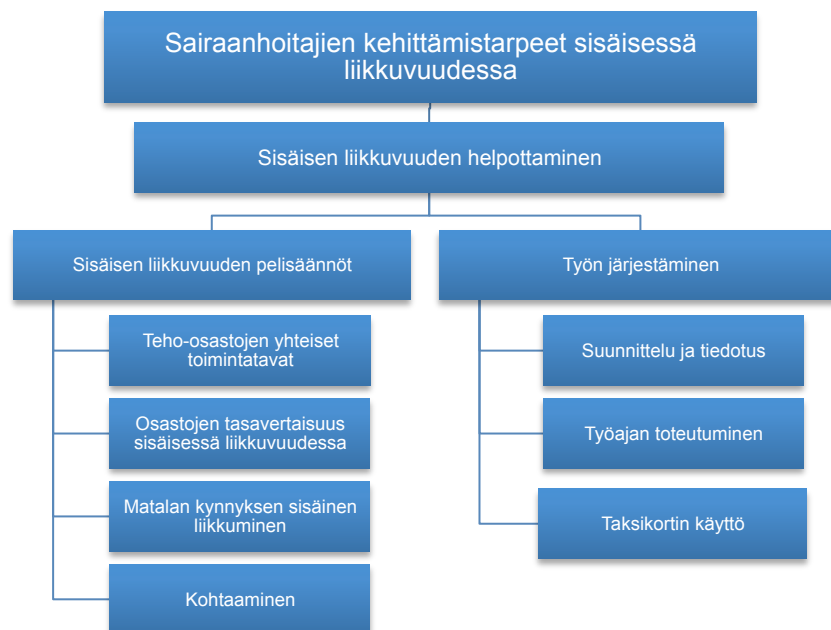 Sairaanhoitajien kehittämistarpeet sisäisessä
liikkuvuudessa
Sisäisen liikkuvuuden helpottaminen
Sisäisen liikkuvuuden pelisäännöt
Teho-osastojen yhteiset
toimintatavat
Osastojen tasavertaisuus
sisäisessä liikkuvuudessa
Matalan kynnyksen sisäinen
liikkuminen
Kohtaaminen
Työn järjestäminen
Suunnittelu ja tiedotus
Työajan toteutuminen
Taksikortin käyttö